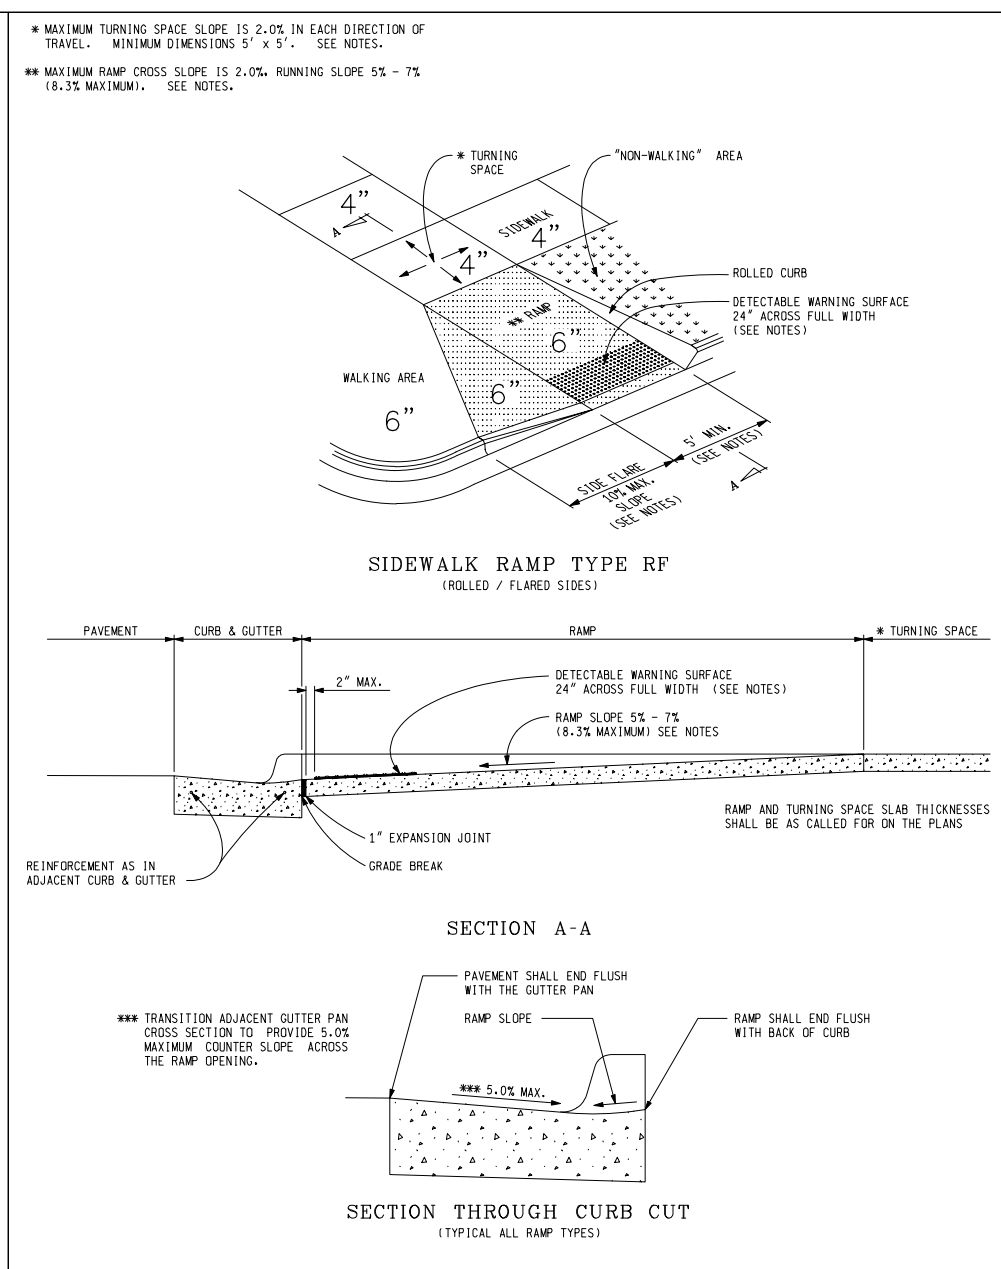 * MAXIMUM TURNING SPACE SLOPE IS 2.0% IN EACH DIRECTION OF
TRAVEL. MINIMUM DIMENSIONS 5' x 5'. SEE NOTES.
** MAXIMUM RAMP CROSS SLOPE IS 2.0%. RUNNING SLOPE 5% - 7%
(8.3% MAXIMUM). SEE NOTES.
* TURNING
SPACE
"NON-WALKING" AREA
4"
A
SIDEWALK
4"
4"
ROLLED CURB
DETECTABLE WARNING SURFACE
24" ACROSS FULL WIDTH
(SEE NOTES)
** RAMP
6"
WALKING AREA
6"
6"
5' MIN.
(SEE NOTES)
SIDE FLARE
10% MAX.
SLOPE
(SEE NOTES)
A
SIDEWALK RAMP TYPE RF
(ROLLED / FLARED SIDES)
PAVEMENT
CURB & GUTTER
RAMP
* TURNING SPACE
2" MAX.
DETECTABLE WARNING SURFACE
24" ACROSS FULL WIDTH (SEE NOTES)
RAMP SLOPE 5% - 7%
(8.3% MAXIMUM) SEE NOTES
RAMP AND TURNING SPACE SLAB THICKNESSES
SHALL BE AS CALLED FOR ON THE PLANS
1" EXPANSION JOINT
GRADE BREAK
REINFORCEMENT AS IN
ADJACENT CURB & GUTTER
SECTION A-A
PAVEMENT SHALL END FLUSH
WITH THE GUTTER PAN
*** TRANSITION ADJACENT GUTTER PAN
CROSS SECTION TO PROVIDE 5.0%
MAXIMUM COUNTER SLOPE ACROSS
THE RAMP OPENING.
RAMP SLOPE
RAMP SHALL END FLUSH
WITH BACK OF CURB
*** 5.0% MAX.
SECTION THROUGH CURB CUT
(TYPICAL ALL RAMP TYPES)